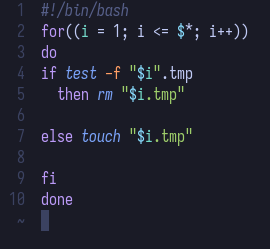 1 #!/bin/bash
2 for((i = 1; i <= $*; i++))
3 do
4 if test -f "$i".tmp
5   then rm "$i.tmp"
6
7 else touch "$i.tmp"
8
9 fi
10 done
~